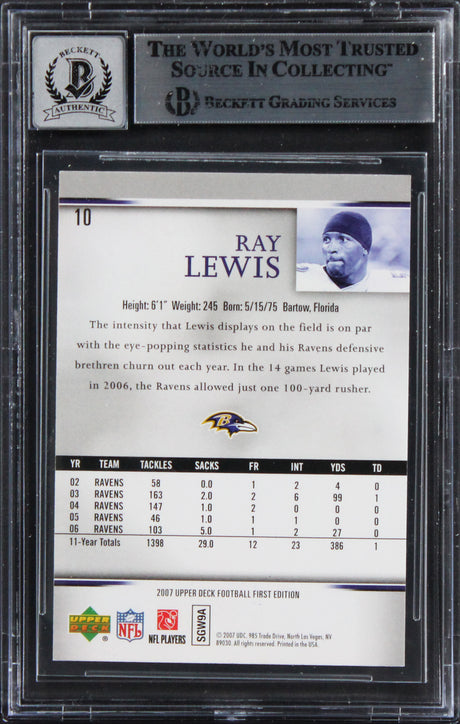 BECKETT
B
AUTHENTIC
THE WORLD'S MOST TRUSTED
SOURCE IN COLLECTING™
B BECKETT GRADING SERVICES
10
RAY
LEWIS
Height: 6'1" Weight: 245 Born: 5/15/75 Bartow, Florida
The intensity that Lewis displays on the field is on par
with the eye-popping statistics he and his Ravens defensive
brethren churn out each year. In the 14 games Lewis played
in 2006, the Ravens allowed just one 100-yard rusher.
B
YR TEAM TACKLES SACKS FR INT YDS TD
02 RAVENS 58 0.0 1 2 4 0
03 RAVENS 163 2.0 2 6 99 1
04 RAVENS 147 1.0 2 0 0 0
05 RAVENS 46 1.0 1 1 0 0
06 RAVENS 103 5.0 1 2 27 0
11-Year Totals 1398 29.0 12 23 386 1
2007 UPPER DECK FOOTBALL FIRST EDITION
UPPER DECK
NFL
NFL PLAYERS
SGW9A
© 2007 UDC. 985 Trade Drive, North Las Vegas, NV
89030. All rights reserved. Printed in the USA.